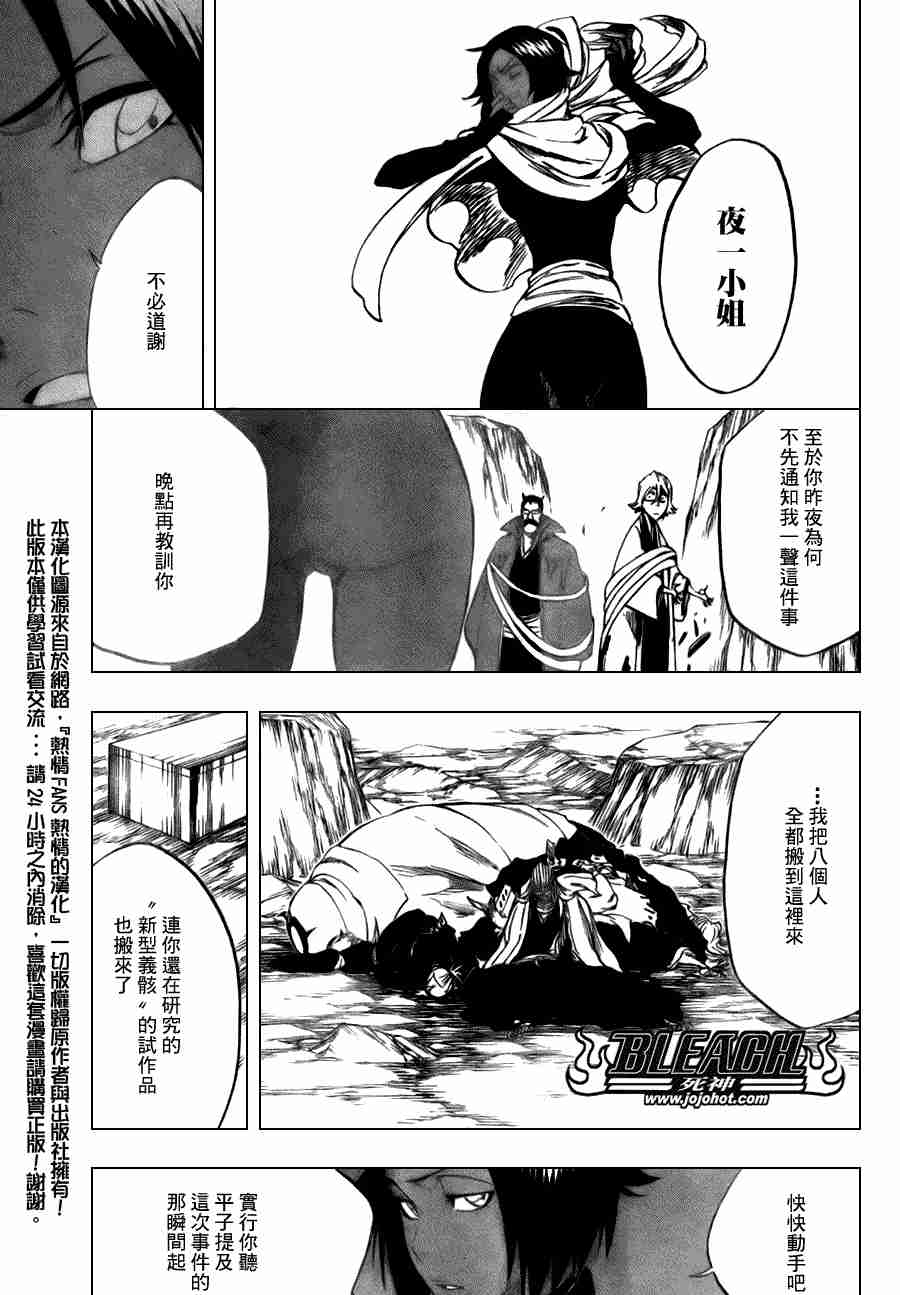 夜一小姐
不必道謝
至於你昨夜為何
不先通知我一聲這件事
晚點再教訓你
…我把八個人
全都搬到這裡來
連你還在研究的
〝新型義骸〞的試作品
也搬來了
BLEACH
死神
www.jojohot.com
快快動手吧
實行你聽
平子提及
這次事件的
那瞬間起
本漢化圖源來自於網路，『熱情FANS熱情的漢化』一切版權歸原作者與出版社擁有！
此版本僅供學習試看交流…請24小時之內消除，喜歡這套漫畫請購買正版！謝謝。